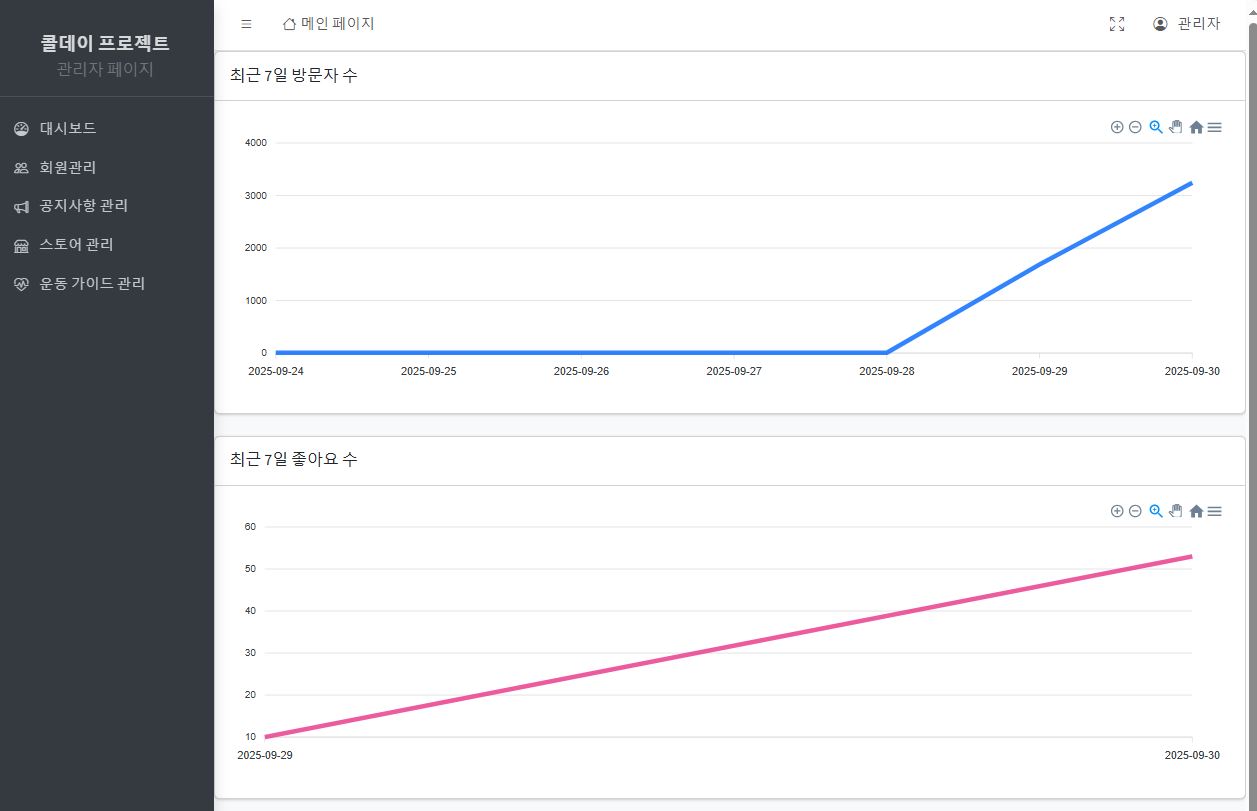 콜데이 프로젝트
관리자 페이지
대시보드
회원관리
공지사항 관리
스토어 관리
운동 가이드 관리
메인 페이지
관리자
최근 7일 방문자 수
4000
3000
2000
1000
0
2025-09-24 2025-09-25 2025-09-26 2025-09-27 2025-09-28 2025-09-29 2025-09-30
최근 7일 좋아요 수
60
50
40
30
20
10
2025-09-29 2025-09-30